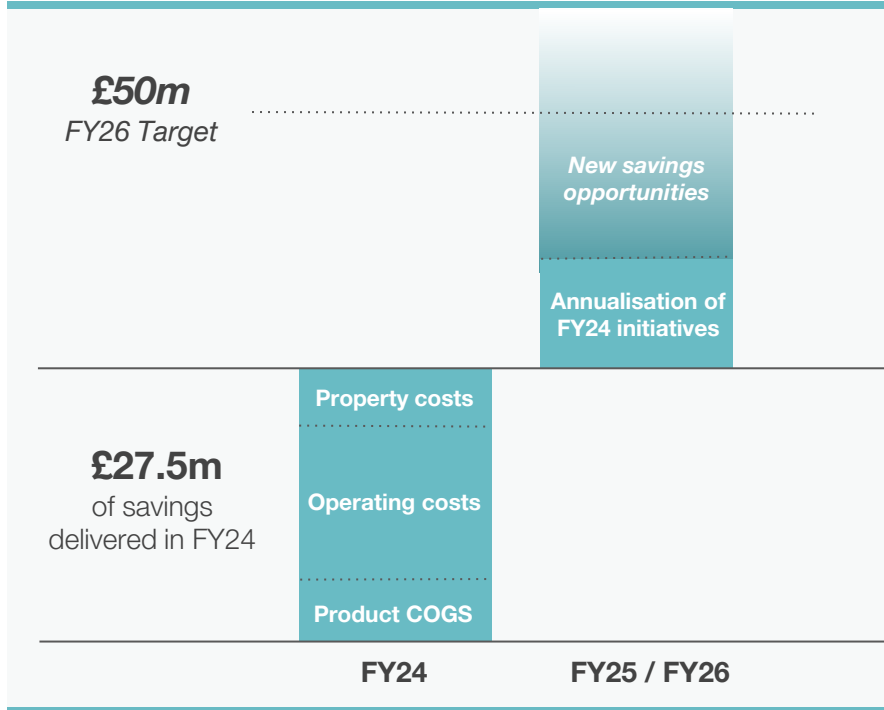 £50m
FY26 Target
New savings
opportunities
Annualisation of
FY24 initiatives
Property costs
£27.5m
of savings
delivered in FY24
Operating costs
Product COGS
FY24
FY25 / FY26